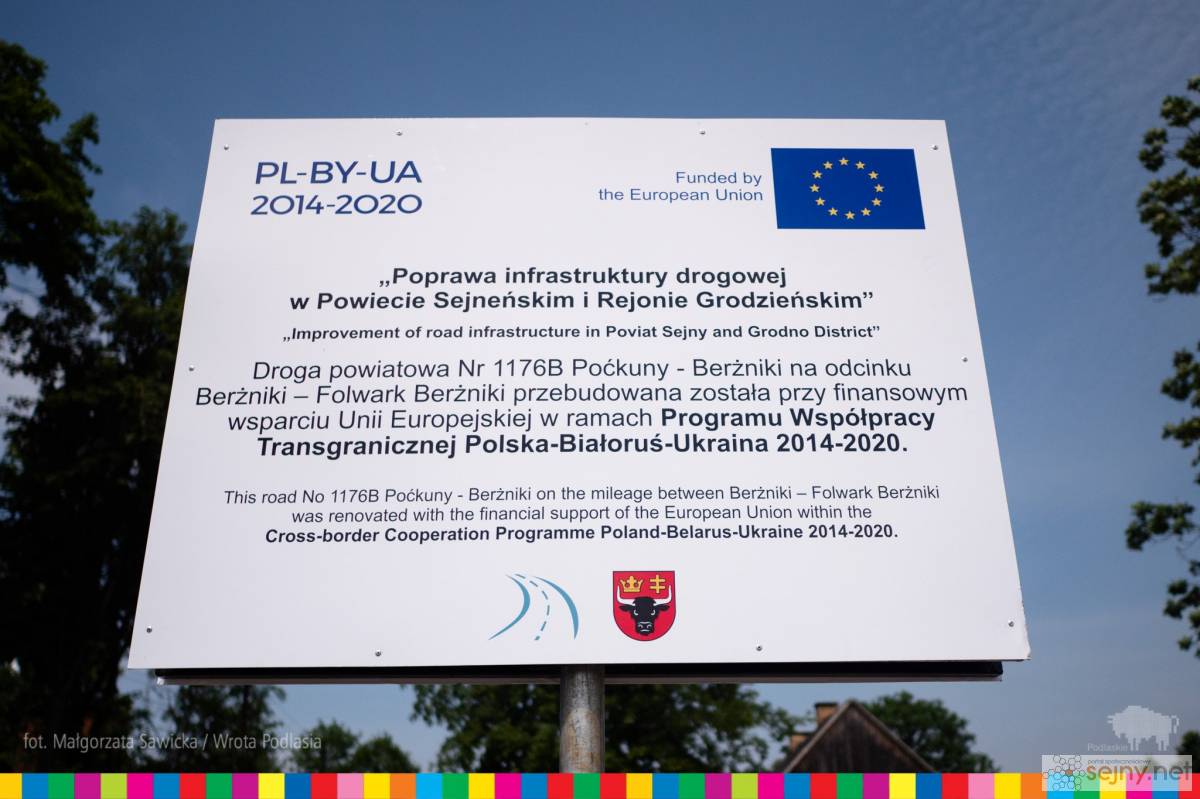 PL-BY-UA
2014-2020
Funded by
the European Union
„Poprawa infrastruktury drogowej
w Powiecie Sejneńskim i Rejonie Grodzieńskim”
„Improvement of road infrastructure in Poviat Sejny and Grodno District”
Droga powiatowa Nr 1176B Poćkuny - Berżniki na odcinku
Berżniki – Folwark Berżniki przebudowana została przy finansowym
wsparciu Unii Europejskiej w ramach Programu Współpracy
Transgranicznej Polska-Białoruś-Ukraina 2014-2020.
This road No 1176B Poćkuny - Berżniki on the mileage between Berżniki – Folwark Berżniki
was renovated with the financial support of the European Union within the
Cross-border Cooperation Programme Poland-Belarus-Ukraine 2014-2020.
fot. Małgorzata Sawicka / Wrota Podlasia
Podlaskie
portal społecznościowy
sejny.net